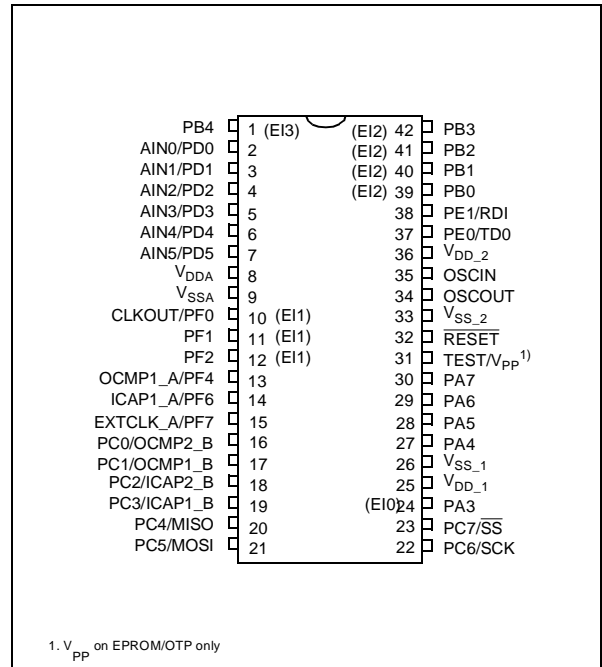 PB4 1 (EI3) (EI2) 42 PB3
AIN0/PD0 2 (EI2) 41 PB2
AIN1/PD1 3 (EI2) 40 PB1
AIN2/PD2 4 (EI2) 39 PB0
AIN3/PD3 5 38 PE1/RDI
AIN4/PD4 6 37 PE0/TD0
AIN5/PD5 7 36 VDD_2
VDDA 8 35 OSCIN
VSSA 9 34 OSCOUT
CLKOUT/PF0 10 (EI1) 33 VSS_2
PF1 11 (EI1) 32 RESET
PF2 12 (EI1) 31 TEST/VPP1)
OCMP1_A/PF4 13 30 PA7
ICAP1_A/PF6 14 29 PA6
EXTCLK_A/PF7 15 28 PA5
PC0/OCMP2_B 16 27 PA4
PC1/OCMP1_B 17 26 VSS_1
PC2/ICAP2_B 18 25 VDD_1
PC3/ICAP1_B 19 (EI0)24 PA3
PC4/MISO 20 23 PC7/SS
PC5/MOSI 21 22 PC6/SCK
1. VPP on EPROM/OTP only